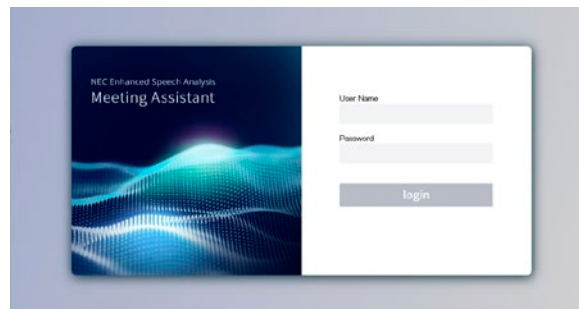 NEC Enhanced Speech Analysis
Meeting Assistant
User Name
Password
login